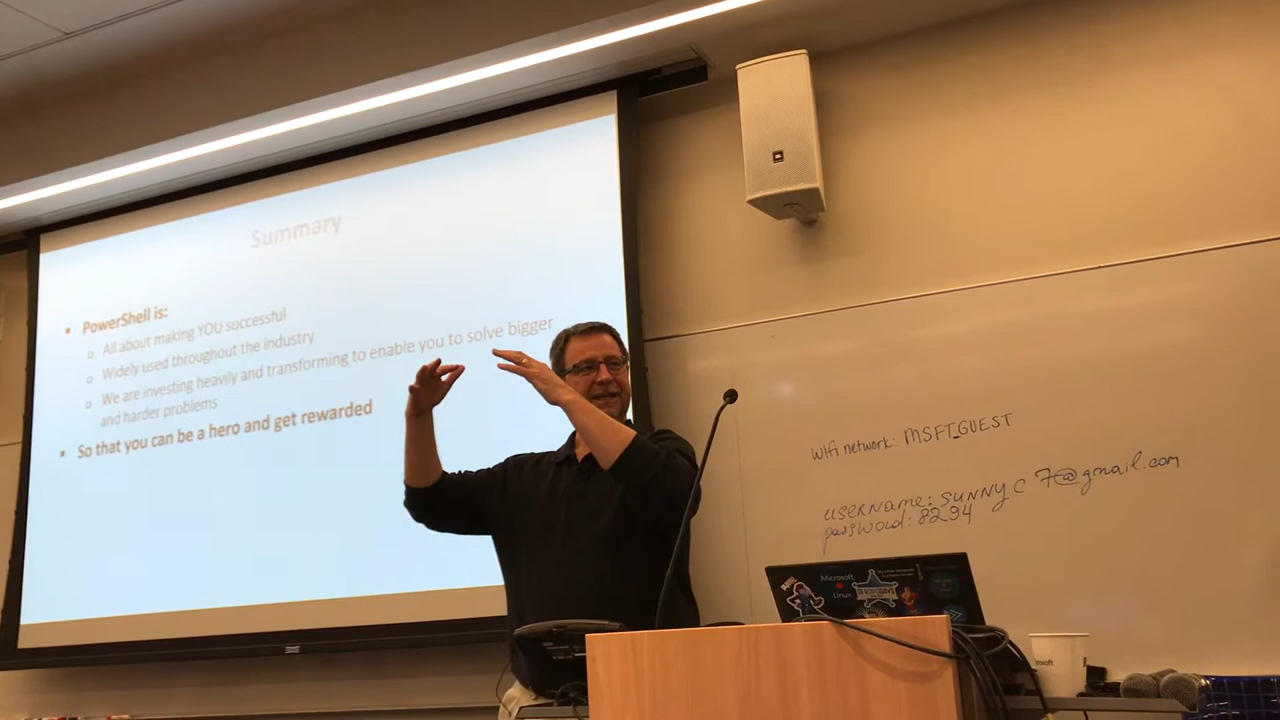 Summary
PowerShell is:
All about making YOU successful
Widely used throughout the industry
We are investing heavily and transforming to enable you to solve bigger
and harder problems
So that you can be a hero and get rewarded
JBL
Wifi network: MSFT_GUEST
username: sunnyc7@gmail.com
password: 8294
Microsoft
Linux